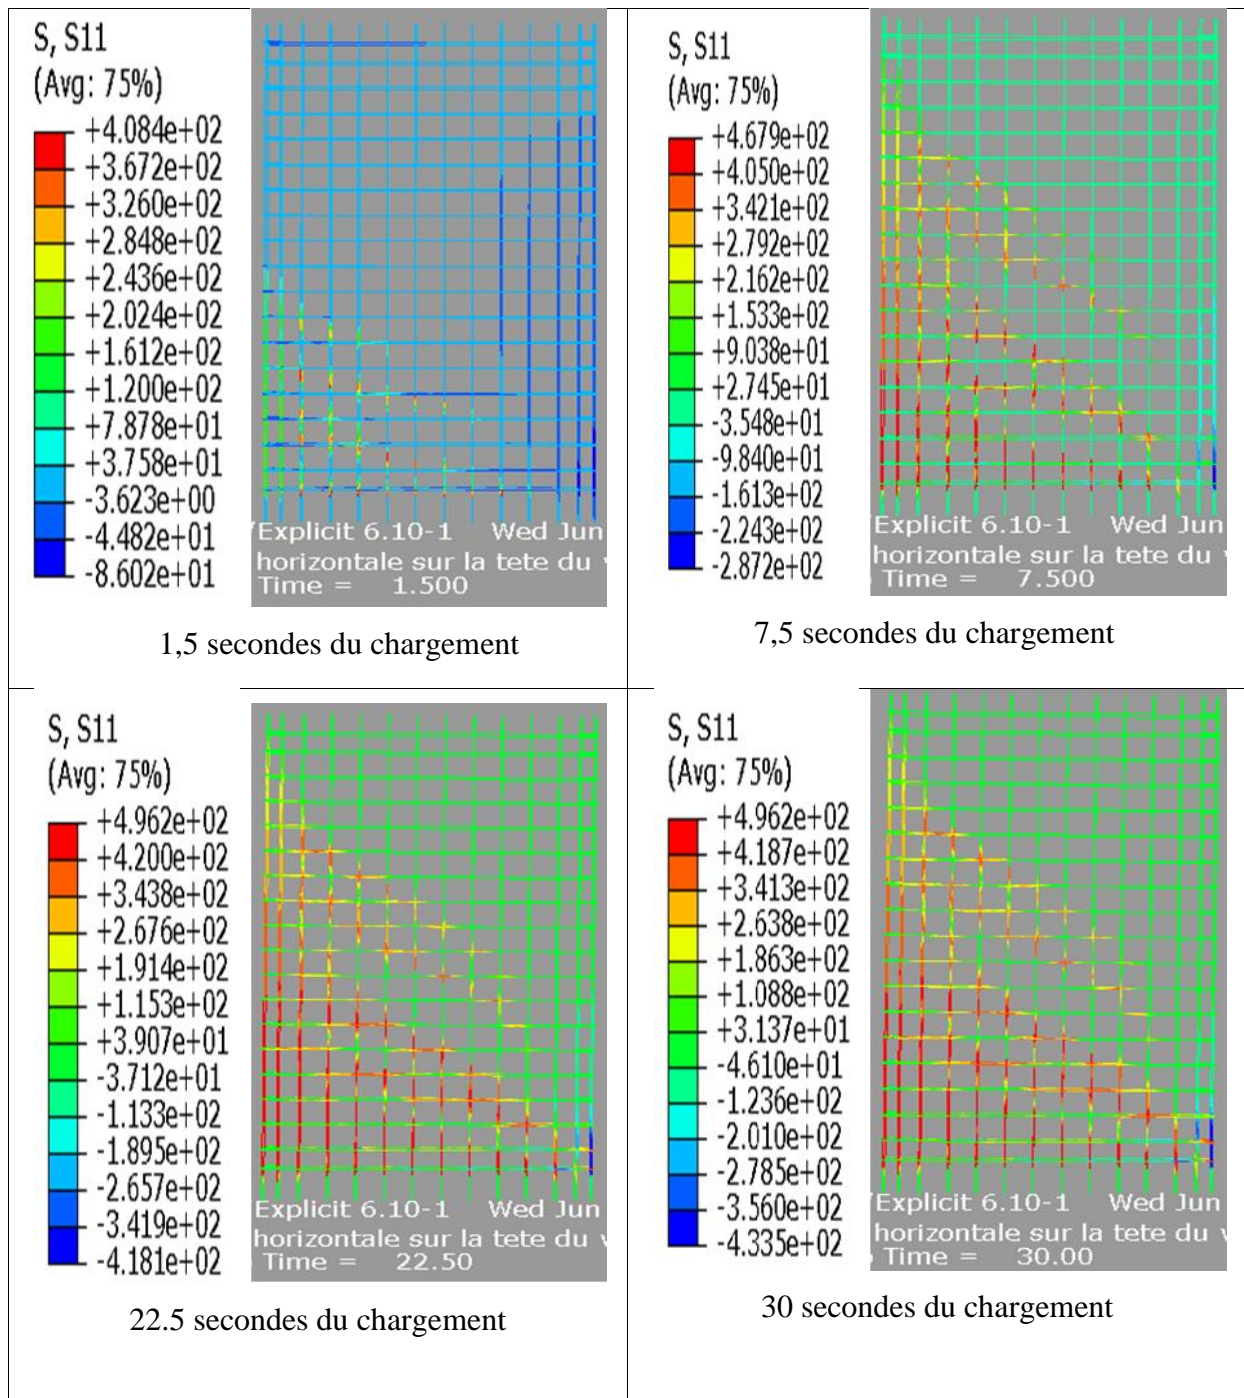 S, S11
(Avg: 75%)
+4.084e+02
+3.672e+02
+3.260e+02
+2.848e+02
+2.436e+02
+2.024e+02
+1.612e+02
+1.200e+02
+7.878e+01
+3.758e+01
-3.623e+00
-4.482e+01
-8.602e+01
/Explicit 6.10-1 Wed Jun
horizontale sur la tete du
Time = 1.500
1,5 secondes du chargement
S, S11
(Avg: 75%)
+4.679e+02
+4.050e+02
+3.421e+02
+2.792e+02
+2.162e+02
+1.533e+02
+9.038e+01
+2.745e+01
-3.548e+01
-9.840e+01
-1.613e+02
-2.243e+02
-2.872e+02
/Explicit 6.10-1 Wed Jun
horizontale sur la tete du
Time = 7.500
7,5 secondes du chargement
S, S11
(Avg: 75%)
+4.962e+02
+4.200e+02
+3.438e+02
+2.676e+02
+1.914e+02
+1.153e+02
+3.907e+01
-3.712e+01
-1.133e+02
-1.895e+02
-2.657e+02
-3.419e+02
-4.181e+02
/Explicit 6.10-1 Wed Jun
horizontale sur la tete du
Time = 22.50
22.5 secondes du chargement
S, S11
(Avg: 75%)
+4.962e+02
+4.187e+02
+3.413e+02
+2.638e+02
+1.863e+02
+1.088e+02
+3.137e+01
-4.610e+01
-1.236e+02
-2.010e+02
-2.785e+02
-3.560e+02
-4.335e+02
/Explicit 6.10-1 Wed Jun
horizontale sur la tete du
Time = 30.00
30 secondes du chargement